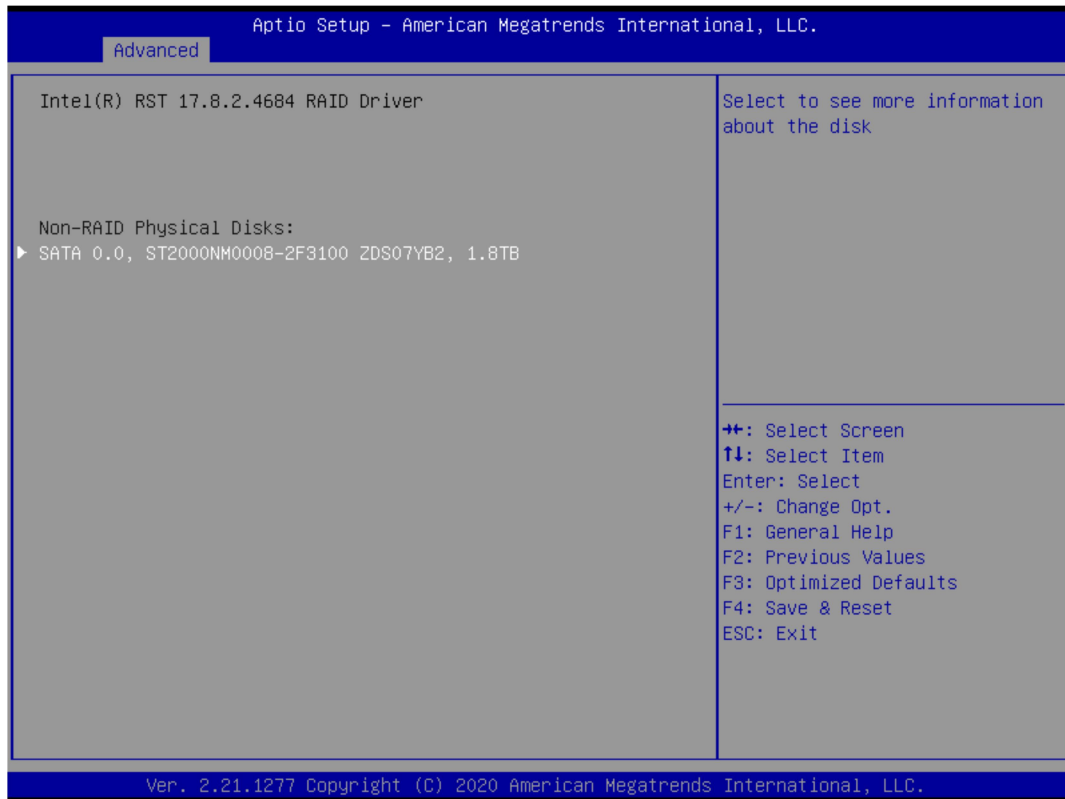 Aptio Setup – American Megatrends International, LLC.
Advanced
Intel(R) RST 17.8.2.4684 RAID Driver
Non-RAID Physical Disks:
▶ SATA 0.0, ST2000NM0008-2F3100 ZDS07YB2, 1.8TB
Select to see more information
about the disk
→←: Select Screen
↑↓: Select Item
Enter: Select
+/-: Change Opt.
F1: General Help
F2: Previous Values
F3: Optimized Defaults
F4: Save & Reset
ESC: Exit
Ver. 2.21.1277 Copyright (C) 2020 American Megatrends International, LLC.